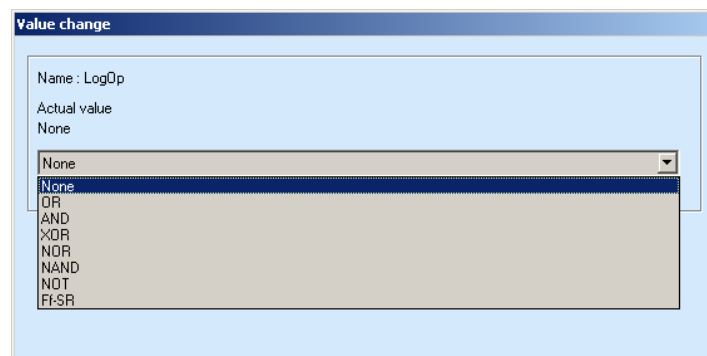 Value change
Name : LogOp
Actual value
None
None
None
OR
AND
XOR
NOR
NAND
NOT
Ff-SR